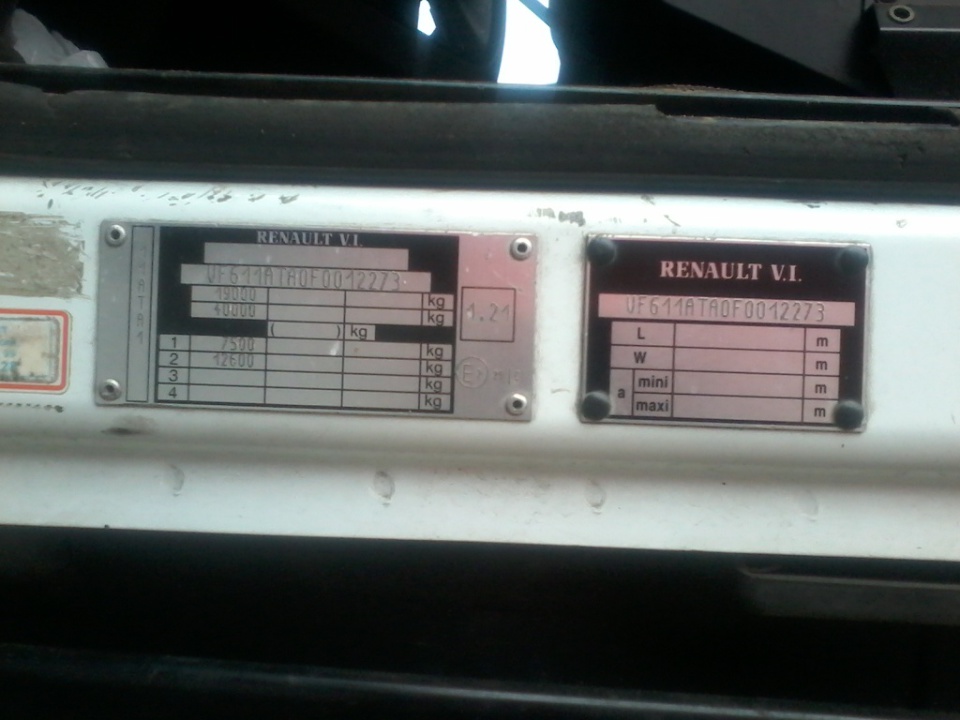 RENAULT V.I.
VF611ATA0F0012273
19000 kg
40000 kg
( ) kg
1 7500 kg
2 12600 kg
3 kg
4 kg
1.21
RENAULT V.I.
VF611ATA0F0012273
L m
W m
a mini m
maxi m